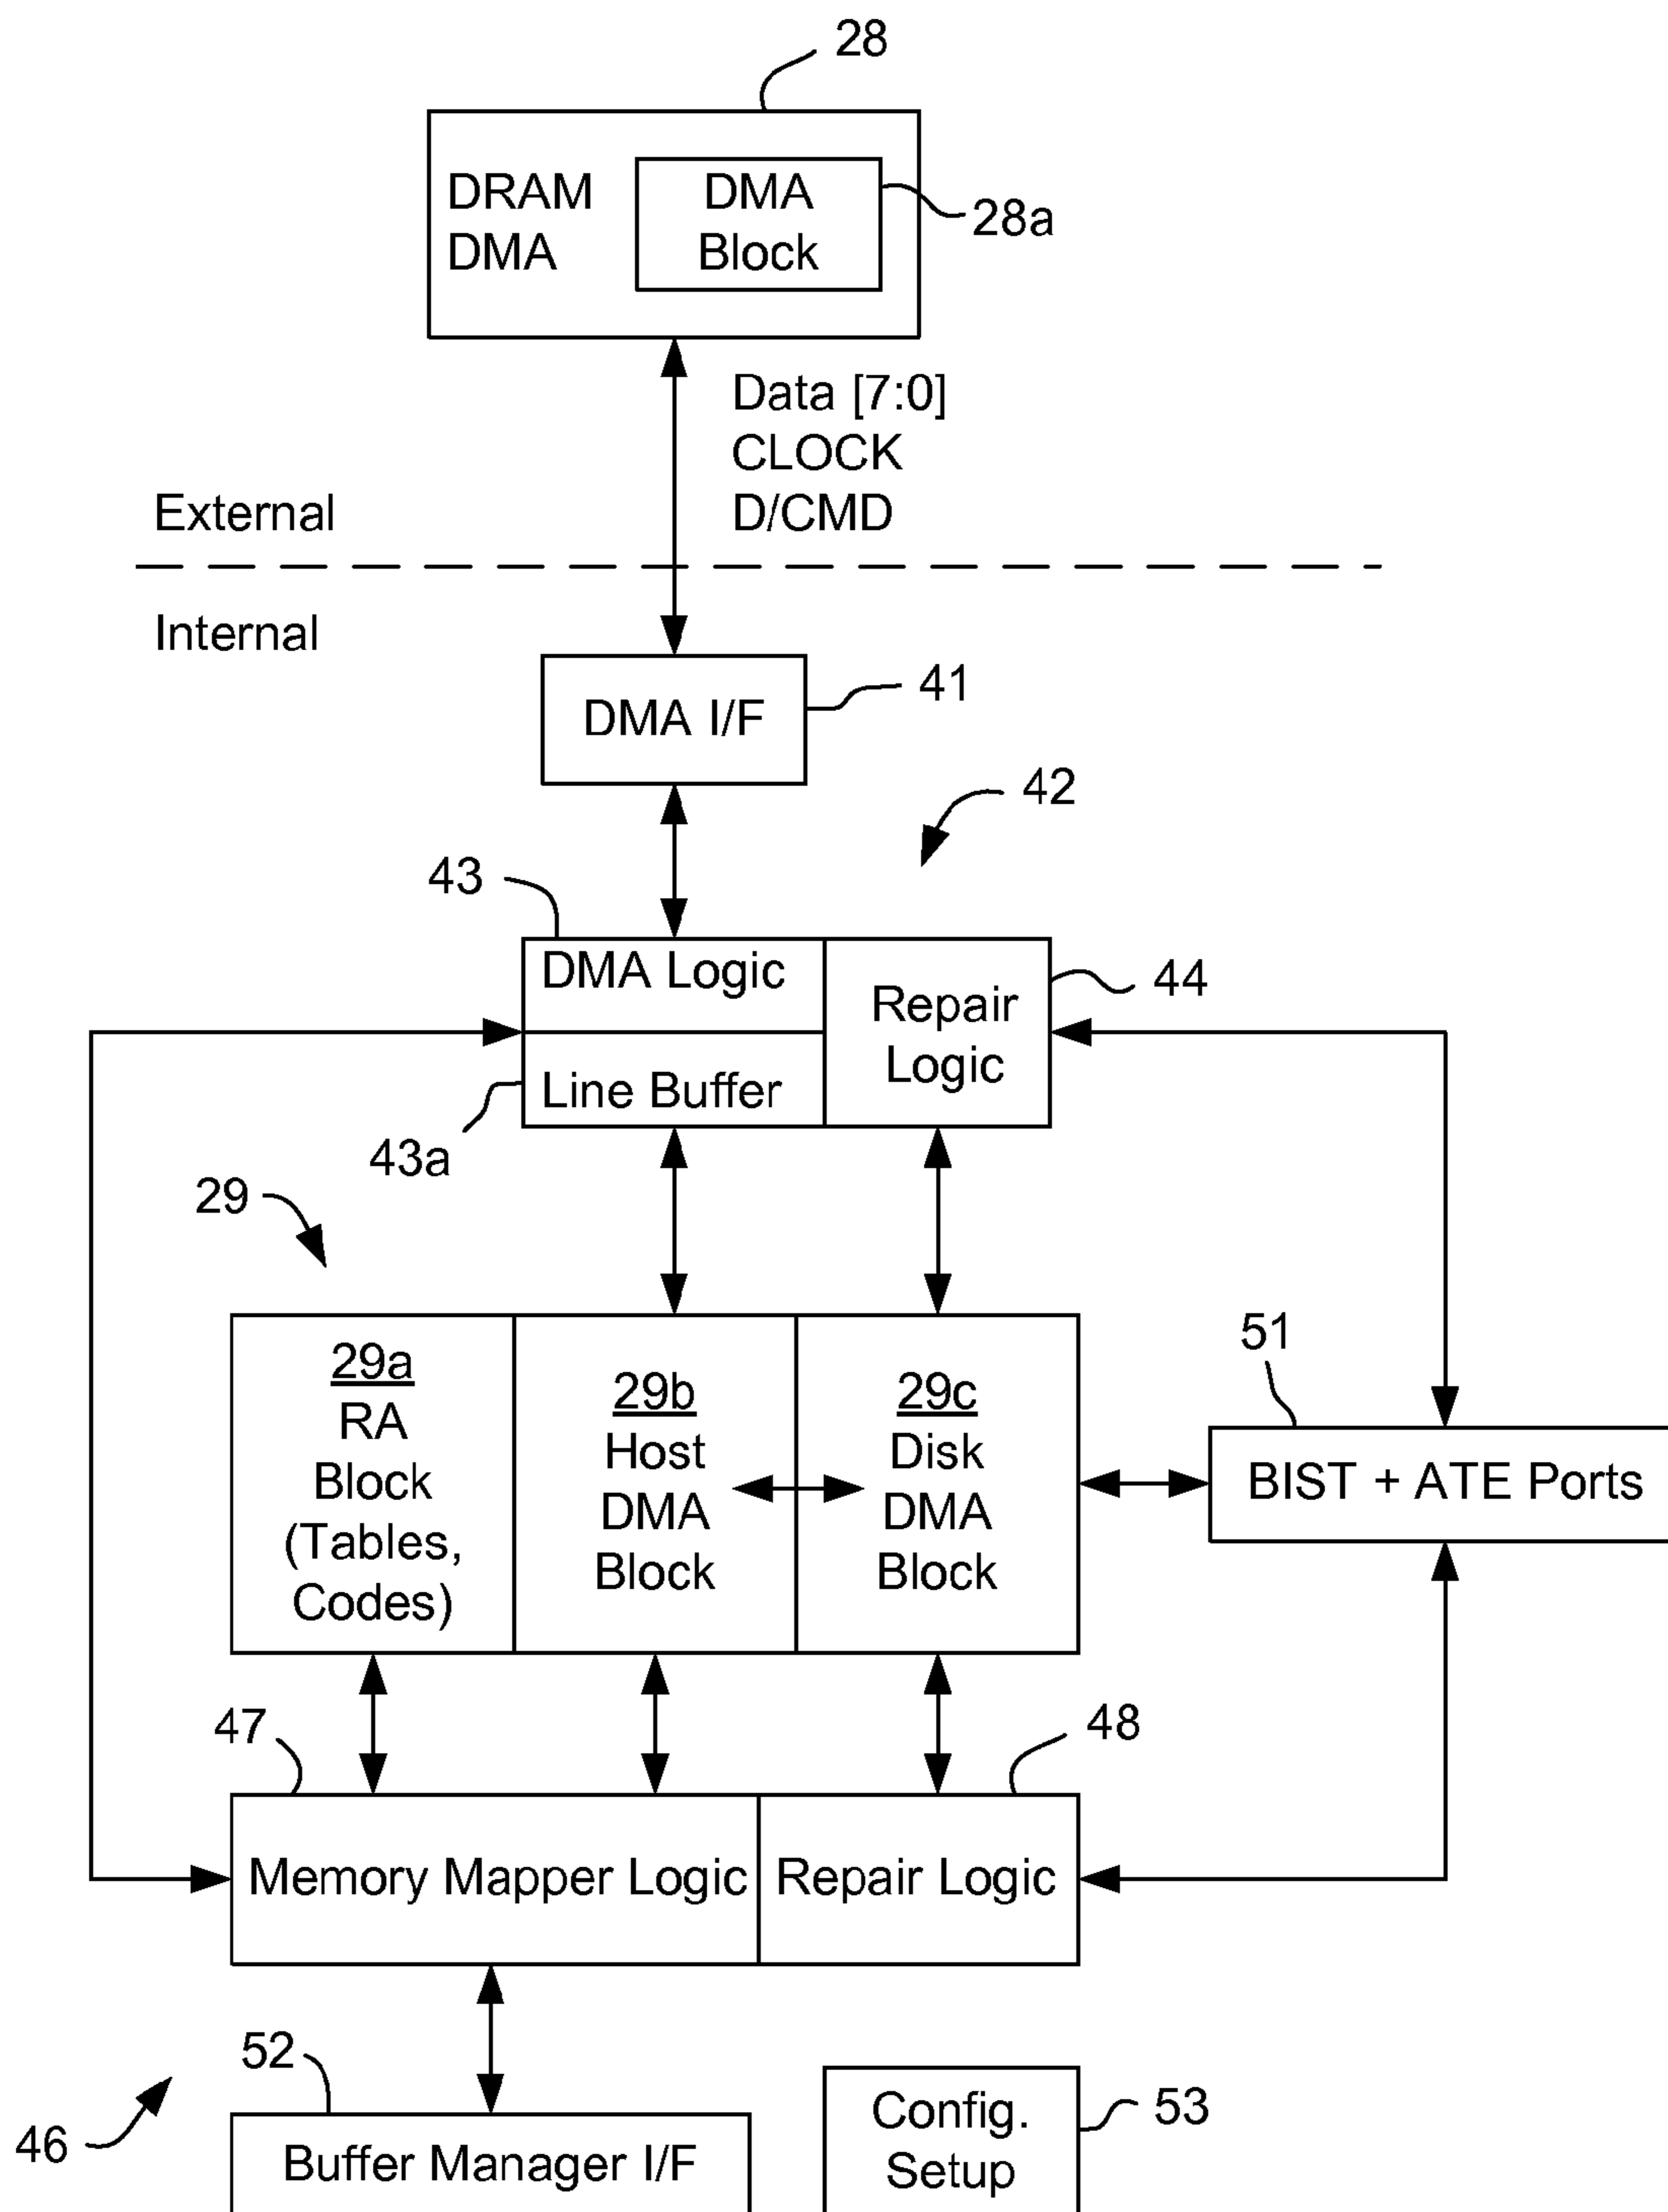 28
DRAM
DMA
DMA
Block
28a
Data [7:0]
CLOCK
D/CMD
External
Internal
DMA I/F
41
42
43
DMA Logic
Repair
Logic
44
Line Buffer
43a
29
29a
RA
Block
(Tables,
Codes)
29b
Host
DMA
Block
29c
Disk
DMA
Block
51
BIST + ATE Ports
47
48
Memory Mapper Logic
Repair Logic
52
46
Buffer Manager I/F
Config.
Setup
53